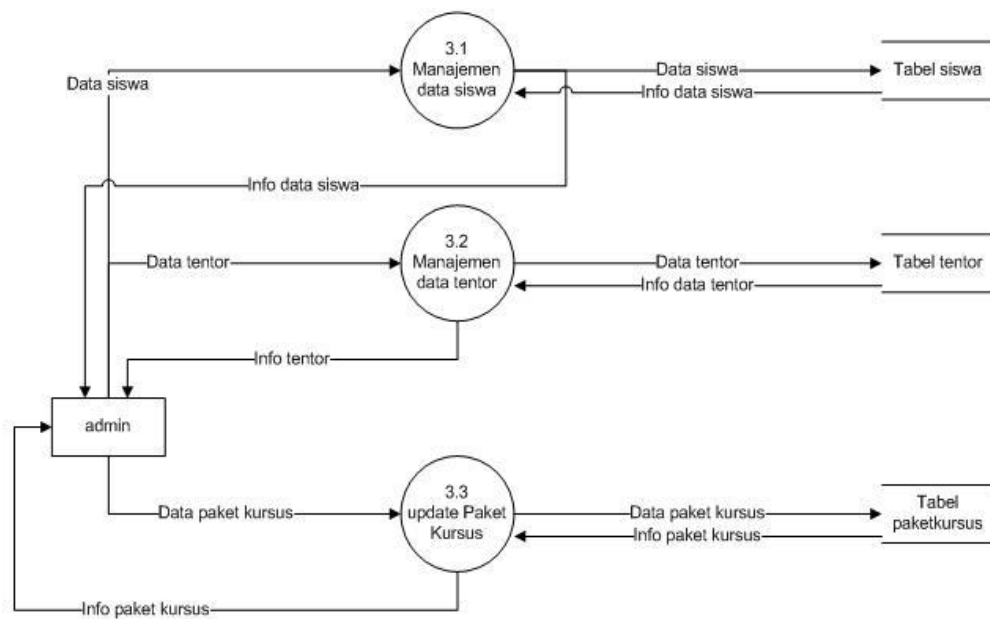 3.1
Manajemen
data siswa
Data siswa
Data siswa
Tabel siswa
Info data siswa
Info data siswa
3.2
Manajemen
data tentor
Data tentor
Data tentor
Tabel tentor
Info data tentor
Info tentor
admin
3.3
update Paket
Kursus
Data paket kursus
Data paket kursus
Tabel
paketkursus
Info paket kursus
Info paket kursus